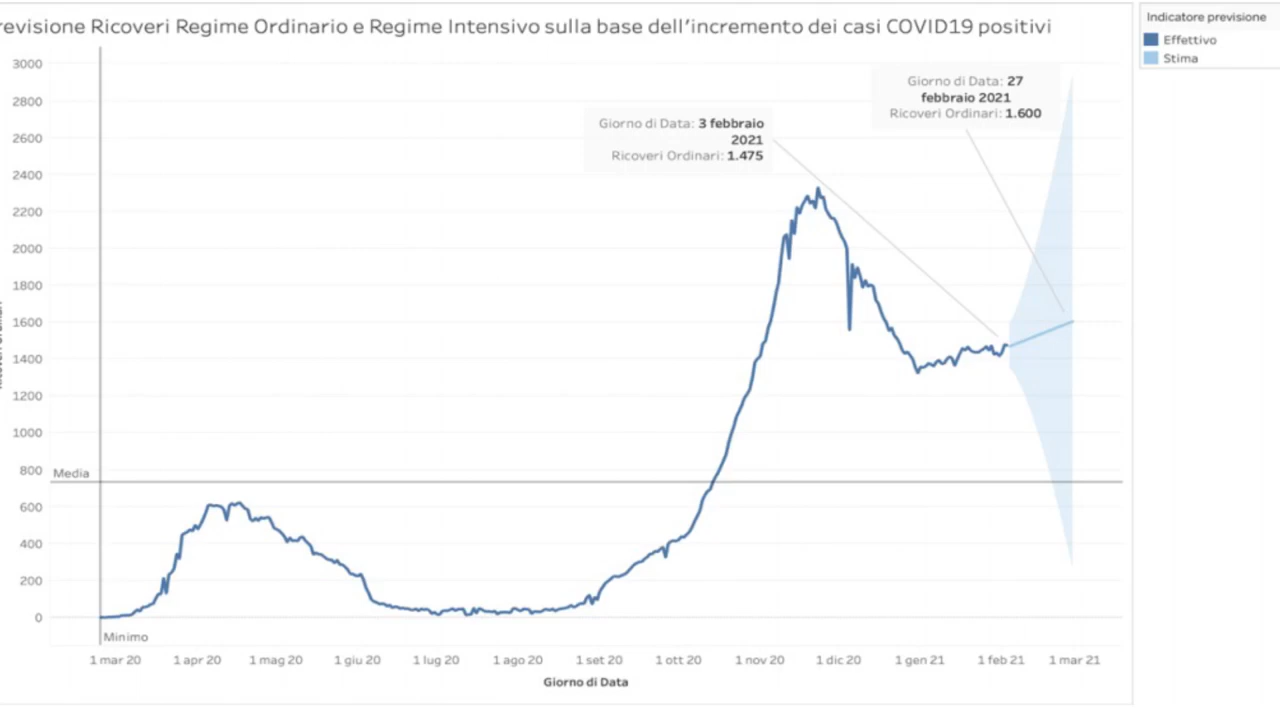 revisione Ricoveri Regime Ordinario e Regime Intensivo sulla base dell'incremento dei casi COVID19 positivi
Indicatore previsione
Effettivo
Stima
Giorno di Data: 27
febbraio 2021
Ricoveri Ordinari: 1.600
Giorno di Data: 3 febbraio
2021
Ricoveri Ordinari: 1.475
3000
2800
2600
2400
2200
2000
1800
1600
1400
1200
1000
800
600
400
200
0
Media
Minimo
1 mar 20
1 apr 20
1 mag 20
1 giu 20
1 lug 20
1 ago 20
1 set 20
1 ott 20
1 nov 20
1 dic 20
1 gen 21
1 feb 21
1 mar 21
Giorno di Data